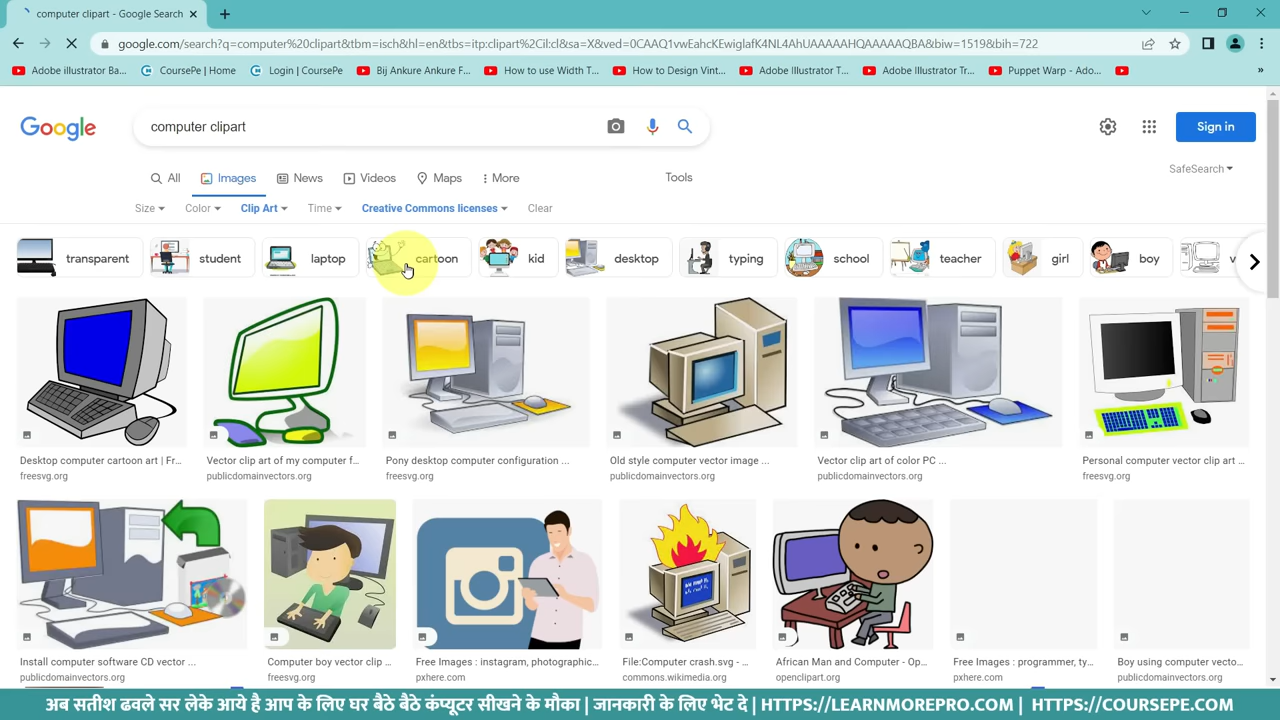 computer clipart - Google Search
google.com/search?q=computer%20clipart&tbm=isch&hl=en&tbs=itp:clipart%2Cil:cl&sa=X&ved=0CAAQ1vwEahcKEwiglafK4NL4AhUAAAAAHQAAAAAQBA&biw=1519&bih=722
Adobe illustrator Ba... CoursePe | Home Login | CoursePe Bij Ankure Ankure F... How to use Width T... How to Design Vint... Adobe Illustrator T... Adobe Illustrator Tr... Puppet Warp - Ado... »
Google computer clipart Sign in
All Images News Videos Maps More Tools SafeSearch
Size Color Clip Art Time Creative Commons licenses Clear
transparent student laptop cartoon kid desktop typing school teacher girl boy
Desktop computer cartoon art | Fr... Vector clip art of my computer f... Pony desktop computer configuration ... Old style computer vector image ... Vector clip art of color PC ... Personal computer vector clip art ...
freesvg.org publicdomainvectors.org freesvg.org publicdomainvectors.org publicdomainvectors.org freesvg.org
Install computer software CD vector ... Computer boy vector clip ... Free Images : instagram, photographic... File:Computer crash.svg - ... African Man and Computer - Op... Free Images : programmer, ty... Boy using computer vecto...
publicdomainvectors.org freesvg.org pxhere.com commons.wikimedia.org openclipart.org pxhere.com publicdomainvectors.org
अब सतीश ढवले सर लेके आये है आप के लिए घर बैठे बैठे कंप्यूटर सीखने के मौका | जानकारी के लिए भेट दे | HTTPS://LEARNMOREPRO.COM | HTTPS://COURSEPE.COM